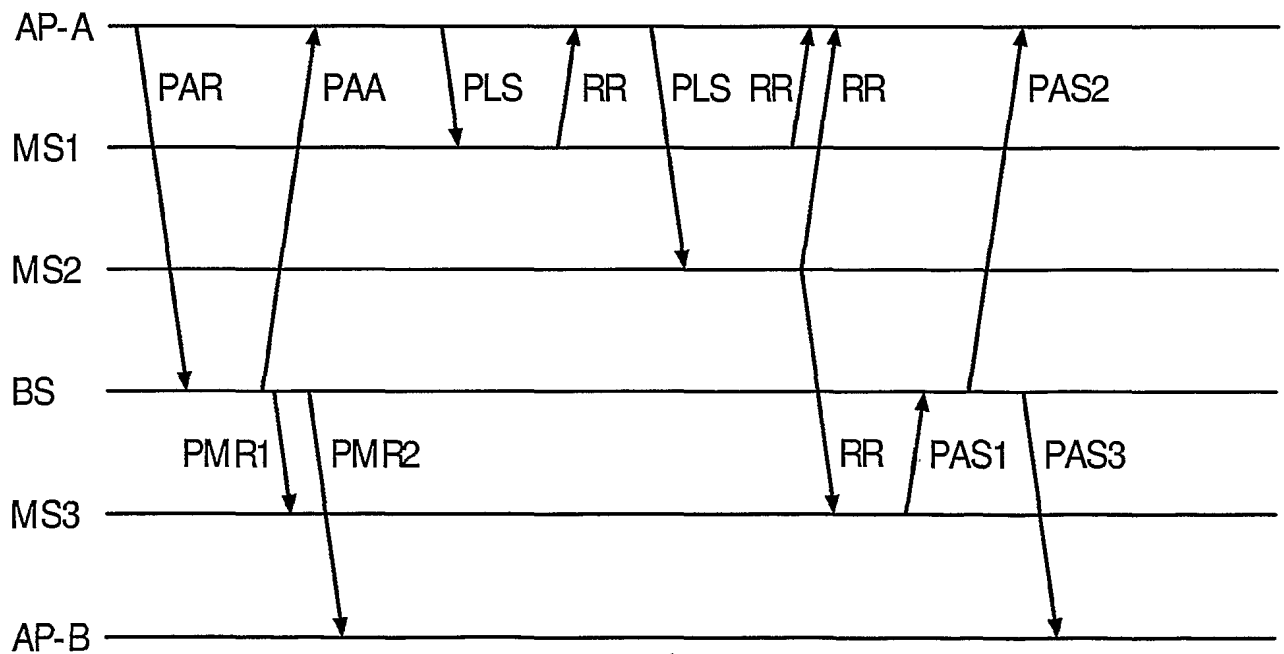 AP-A
PAR PAA PLS RR PLS RR RR PAS2
MS1
MS2
BS
PMR1 PMR2 RR PAS1 PAS3
MS3
AP-B